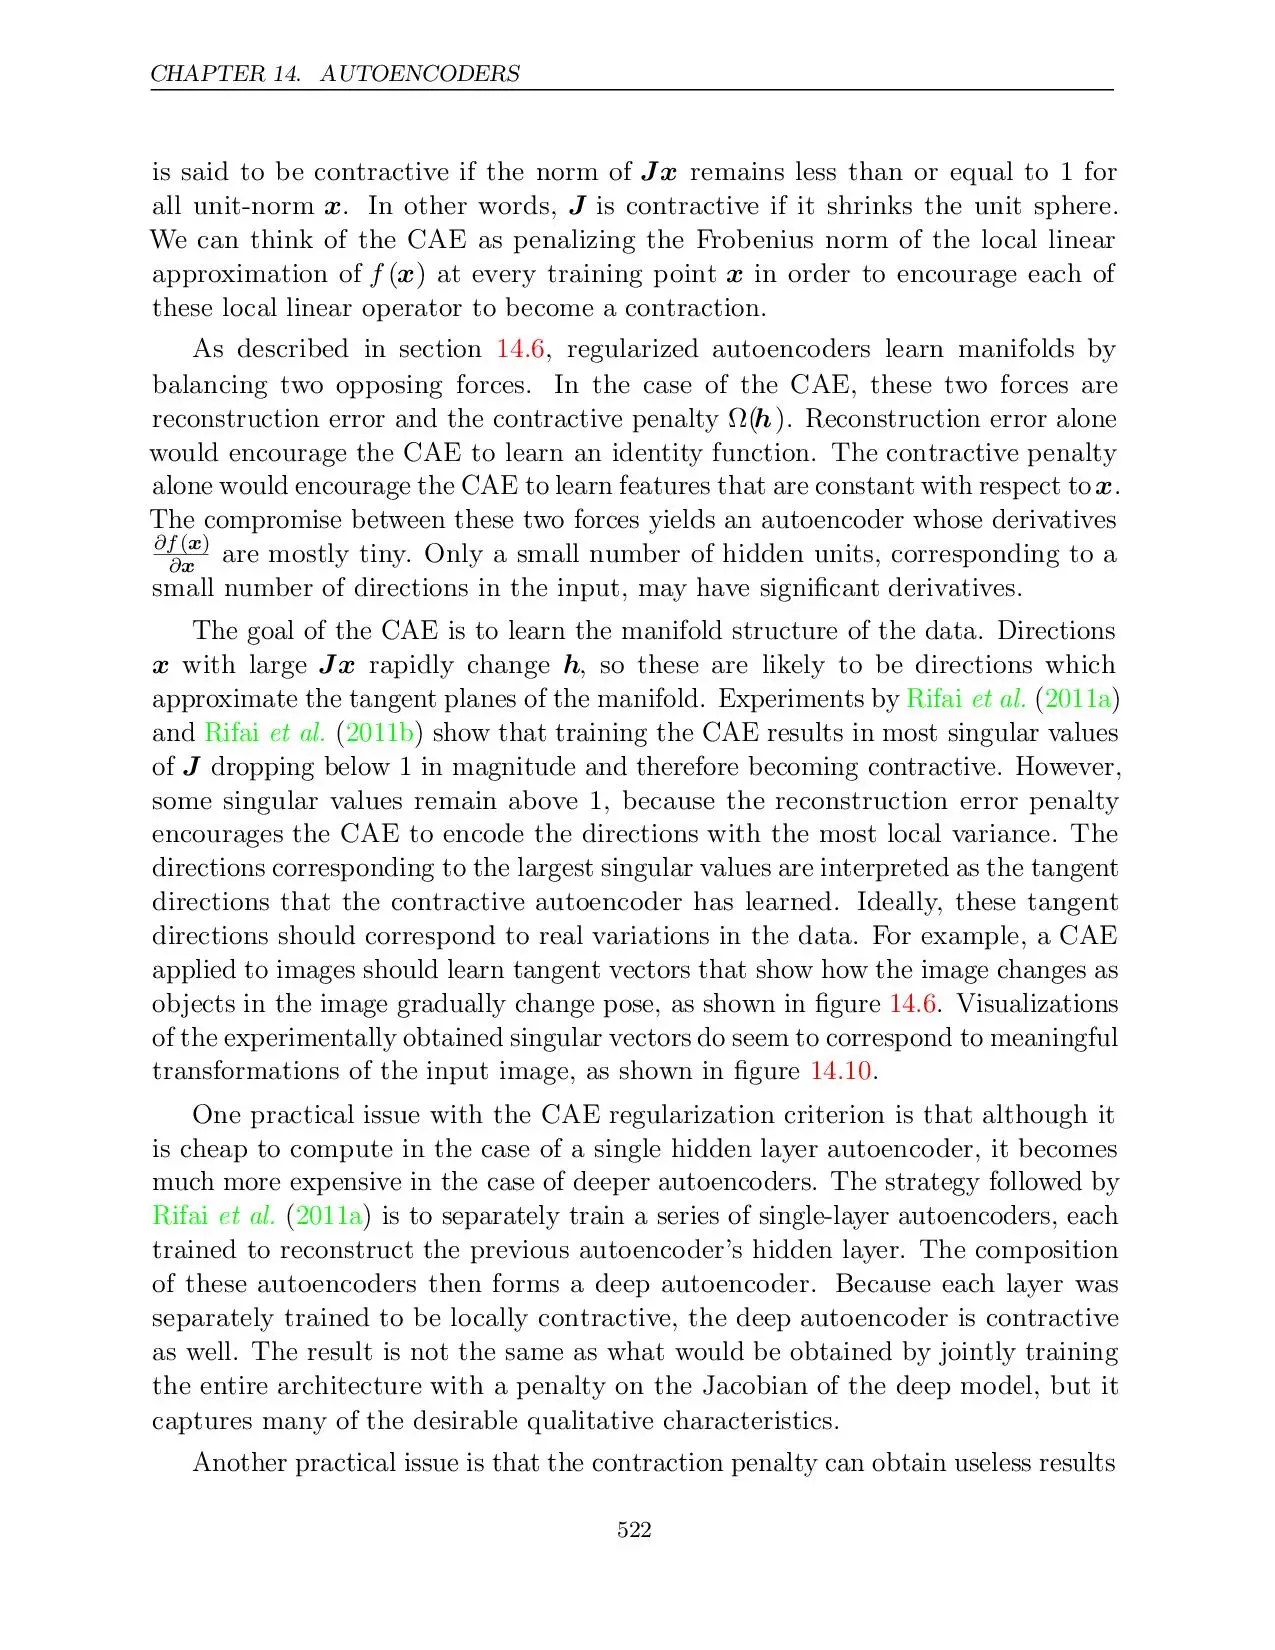 CHAPTER 14. AUTOENCODERS
is said to be contractive if the norm of Jx remains less than or equal to 1 for
all unit-norm x. In other words, J is contractive if it shrinks the unit sphere.
We can think of the CAE as penalizing the Frobenius norm of the local linear
approximation of f(x) at every training point x in order to encourage each of
these local linear operator to become a contraction.
As described in section 14.6, regularized autoencoders learn manifolds by
balancing two opposing forces. In the case of the CAE, these two forces are
reconstruction error and the contractive penalty Ω(h). Reconstruction error alone
would encourage the CAE to learn an identity function. The contractive penalty
alone would encourage the CAE to learn features that are constant with respect to x.
The compromise between these two forces yields an autoencoder whose derivatives
∂f(x)/∂x are mostly tiny. Only a small number of hidden units, corresponding to a
small number of directions in the input, may have significant derivatives.
The goal of the CAE is to learn the manifold structure of the data. Directions
x with large Jx rapidly change h, so these are likely to be directions which
approximate the tangent planes of the manifold. Experiments by Rifai et al. (2011a)
and Rifai et al. (2011b) show that training the CAE results in most singular values
of J dropping below 1 in magnitude and therefore becoming contractive. However,
some singular values remain above 1, because the reconstruction error penalty
encourages the CAE to encode the directions with the most local variance. The
directions corresponding to the largest singular values are interpreted as the tangent
directions that the contractive autoencoder has learned. Ideally, these tangent
directions should correspond to real variations in the data. For example, a CAE
applied to images should learn tangent vectors that show how the image changes as
objects in the image gradually change pose, as shown in figure 14.6. Visualizations
of the experimentally obtained singular vectors do seem to correspond to meaningful
transformations of the input image, as shown in figure 14.10.
One practical issue with the CAE regularization criterion is that although it
is cheap to compute in the case of a single hidden layer autoencoder, it becomes
much more expensive in the case of deeper autoencoders. The strategy followed by
Rifai et al. (2011a) is to separately train a series of single-layer autoencoders, each
trained to reconstruct the previous autoencoder's hidden layer. The composition
of these autoencoders then forms a deep autoencoder. Because each layer was
separately trained to be locally contractive, the deep autoencoder is contractive
as well. The result is not the same as what would be obtained by jointly training
the entire architecture with a penalty on the Jacobian of the deep model, but it
captures many of the desirable qualitative characteristics.
Another practical issue is that the contraction penalty can obtain useless results
522